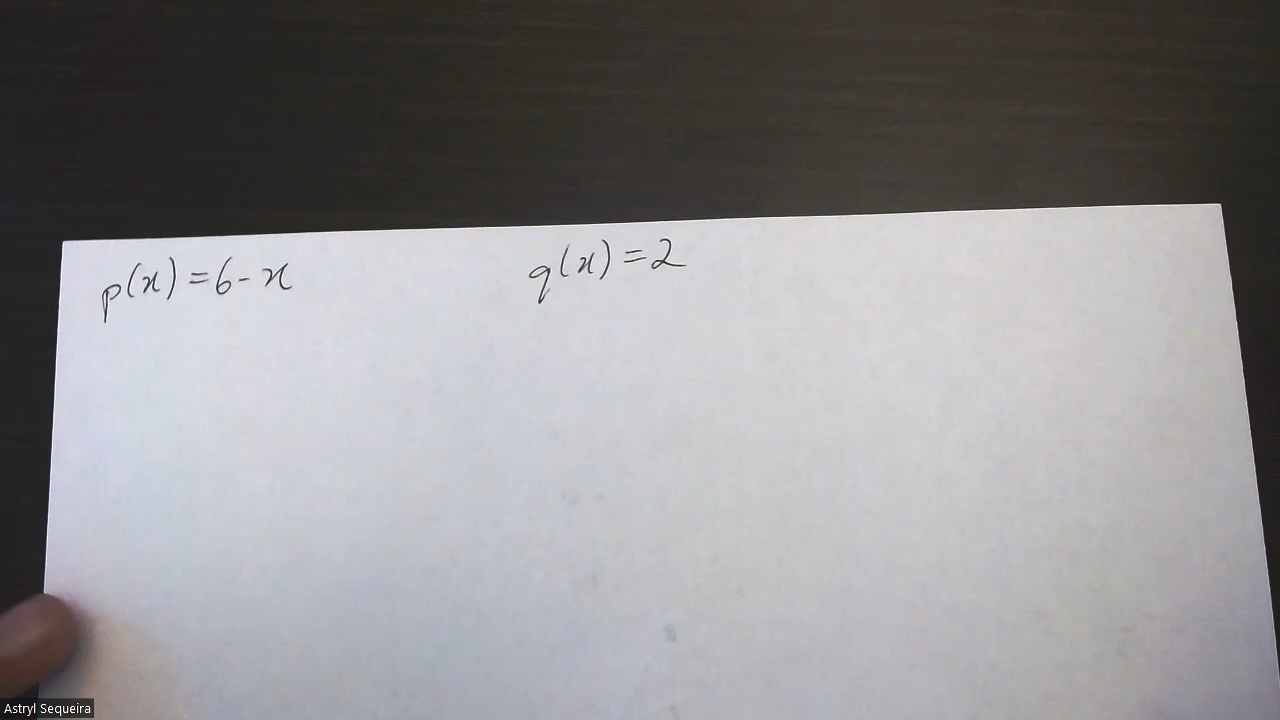 p(x) = 6 - x q(x) = 2
Astryl Sequeira